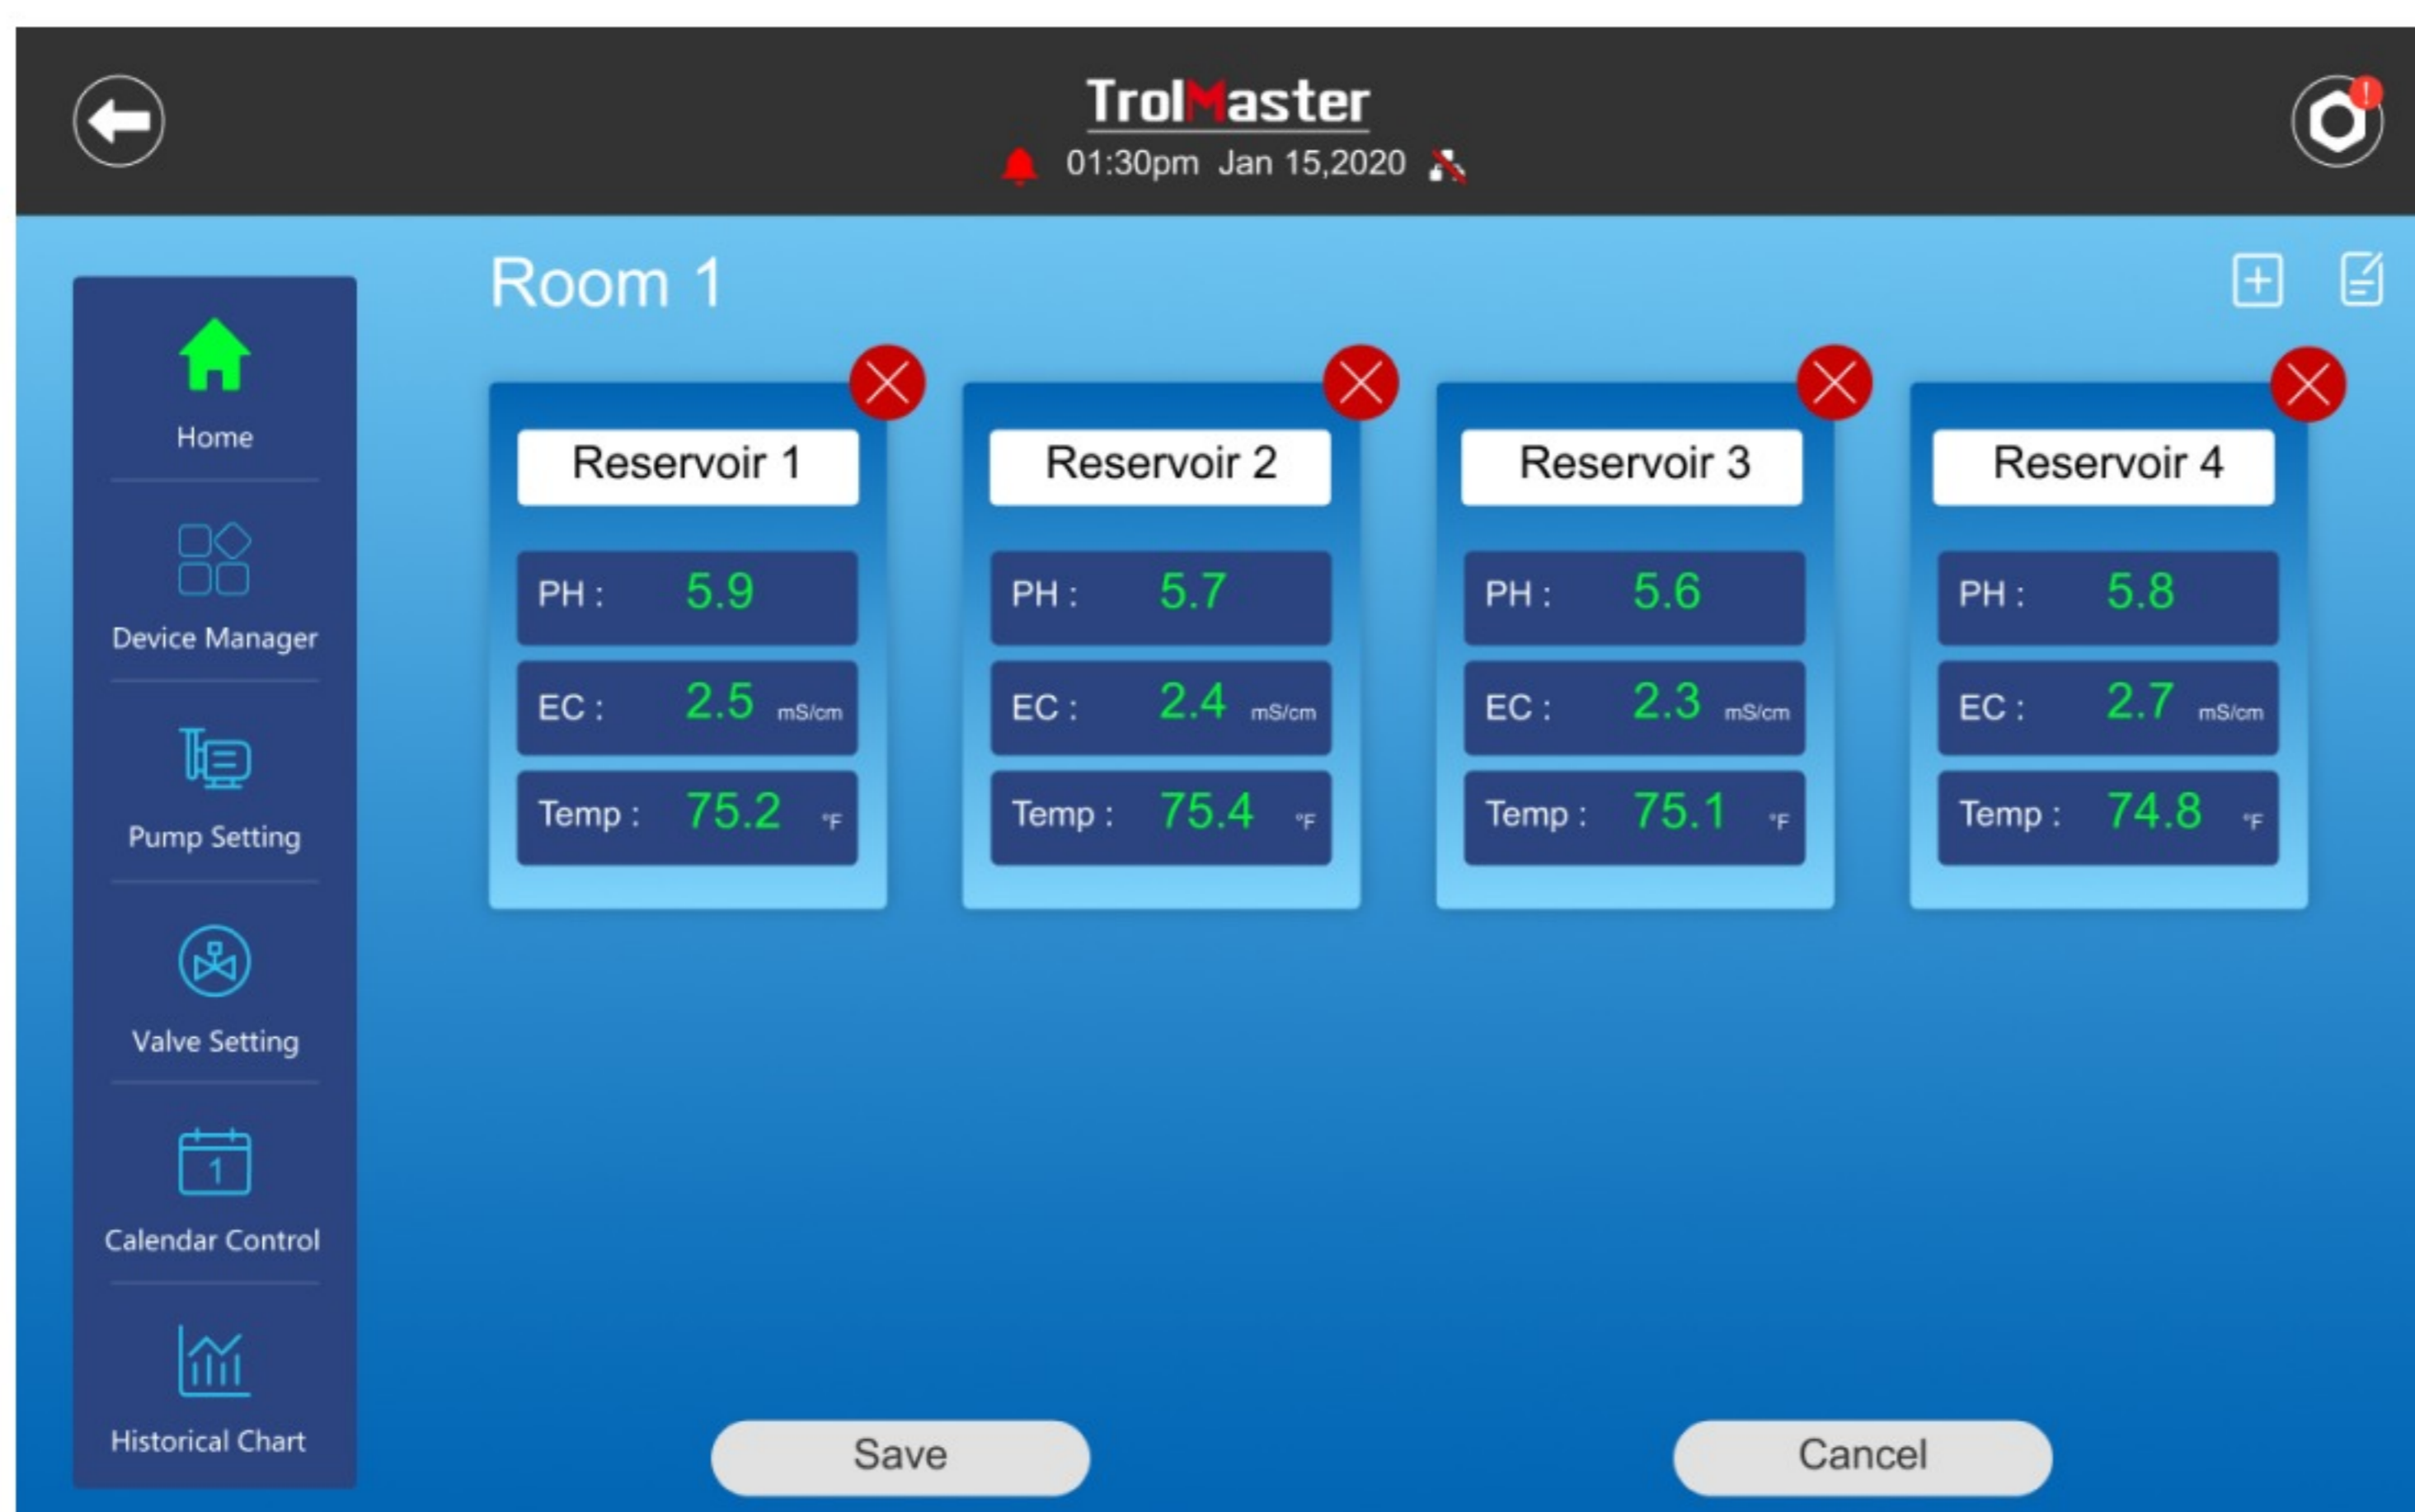 TrolMaster
01:30pm Jan 15,2020
!
Room 1
Home
Device Manager
Pump Setting
Valve Setting
1
Calendar Control
Historical Chart
Reservoir 1
PH : 5.9
EC : 2.5 mS/cm
Temp : 75.2 °F
Reservoir 2
PH : 5.7
EC : 2.4 mS/cm
Temp : 75.4 °F
Reservoir 3
PH : 5.6
EC : 2.3 mS/cm
Temp : 75.1 °F
Reservoir 4
PH : 5.8
EC : 2.7 mS/cm
Temp : 74.8 °F
Save
Cancel